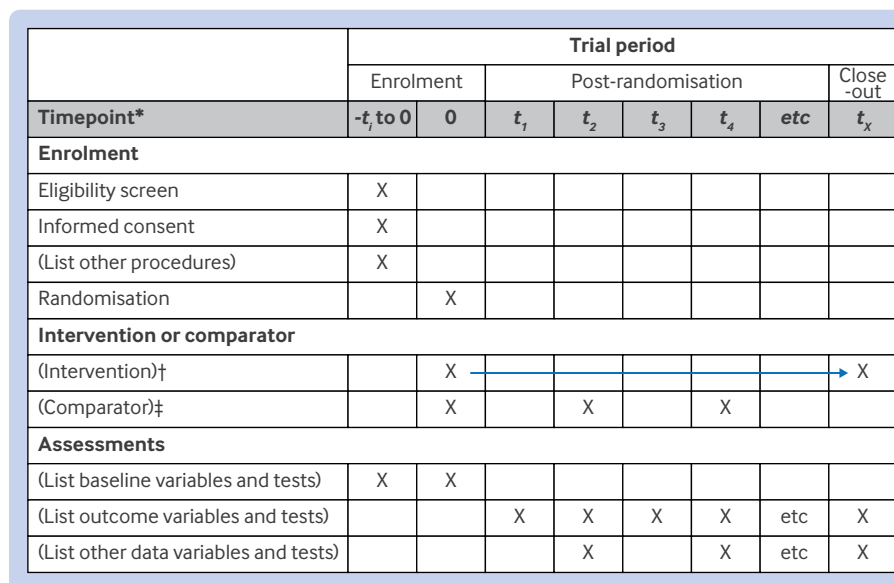 Trial period
Enrolment Post-randomisation Close
-out
Timepoint* -tᵢ to 0 0 t₁ t₂ t₃ t₄ etc tₓ
Enrolment
Eligibility screen X
Informed consent X
(List other procedures) X
Randomisation X
Intervention or comparator
(Intervention)† X X
(Comparator)‡ X X X
Assessments
(List baseline variables and tests) X X
(List outcome variables and tests) X X X X etc X
(List other data variables and tests) X X etc X